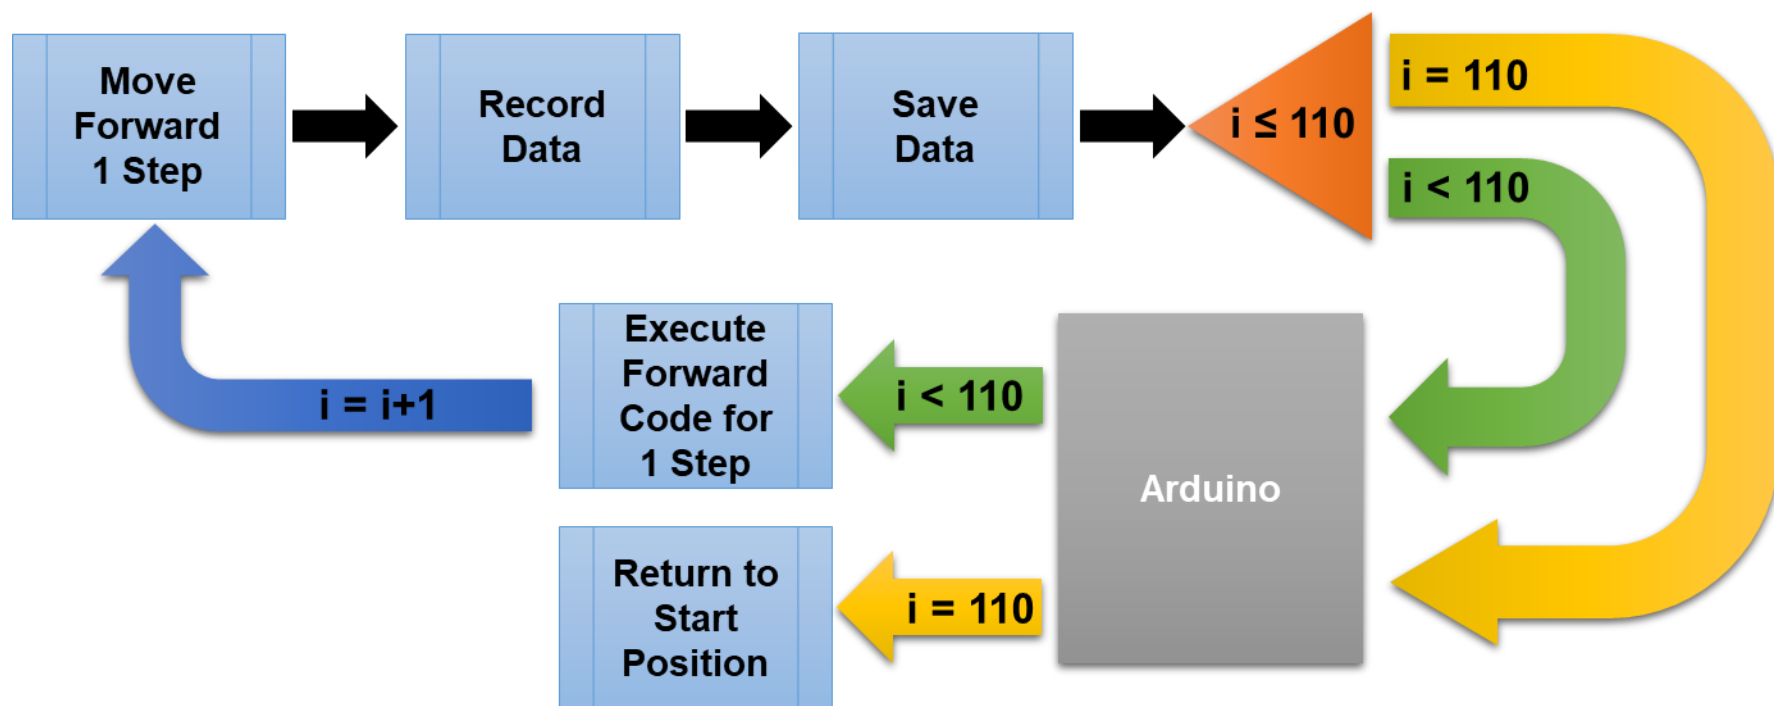 Move
Forward
1 Step
Record
Data
Save
Data
i ≤ 110
i = 110
i < 110
Execute
Forward
Code for
1 Step
i < 110
i = i+1
Arduino
Return to
Start
Position
i = 110